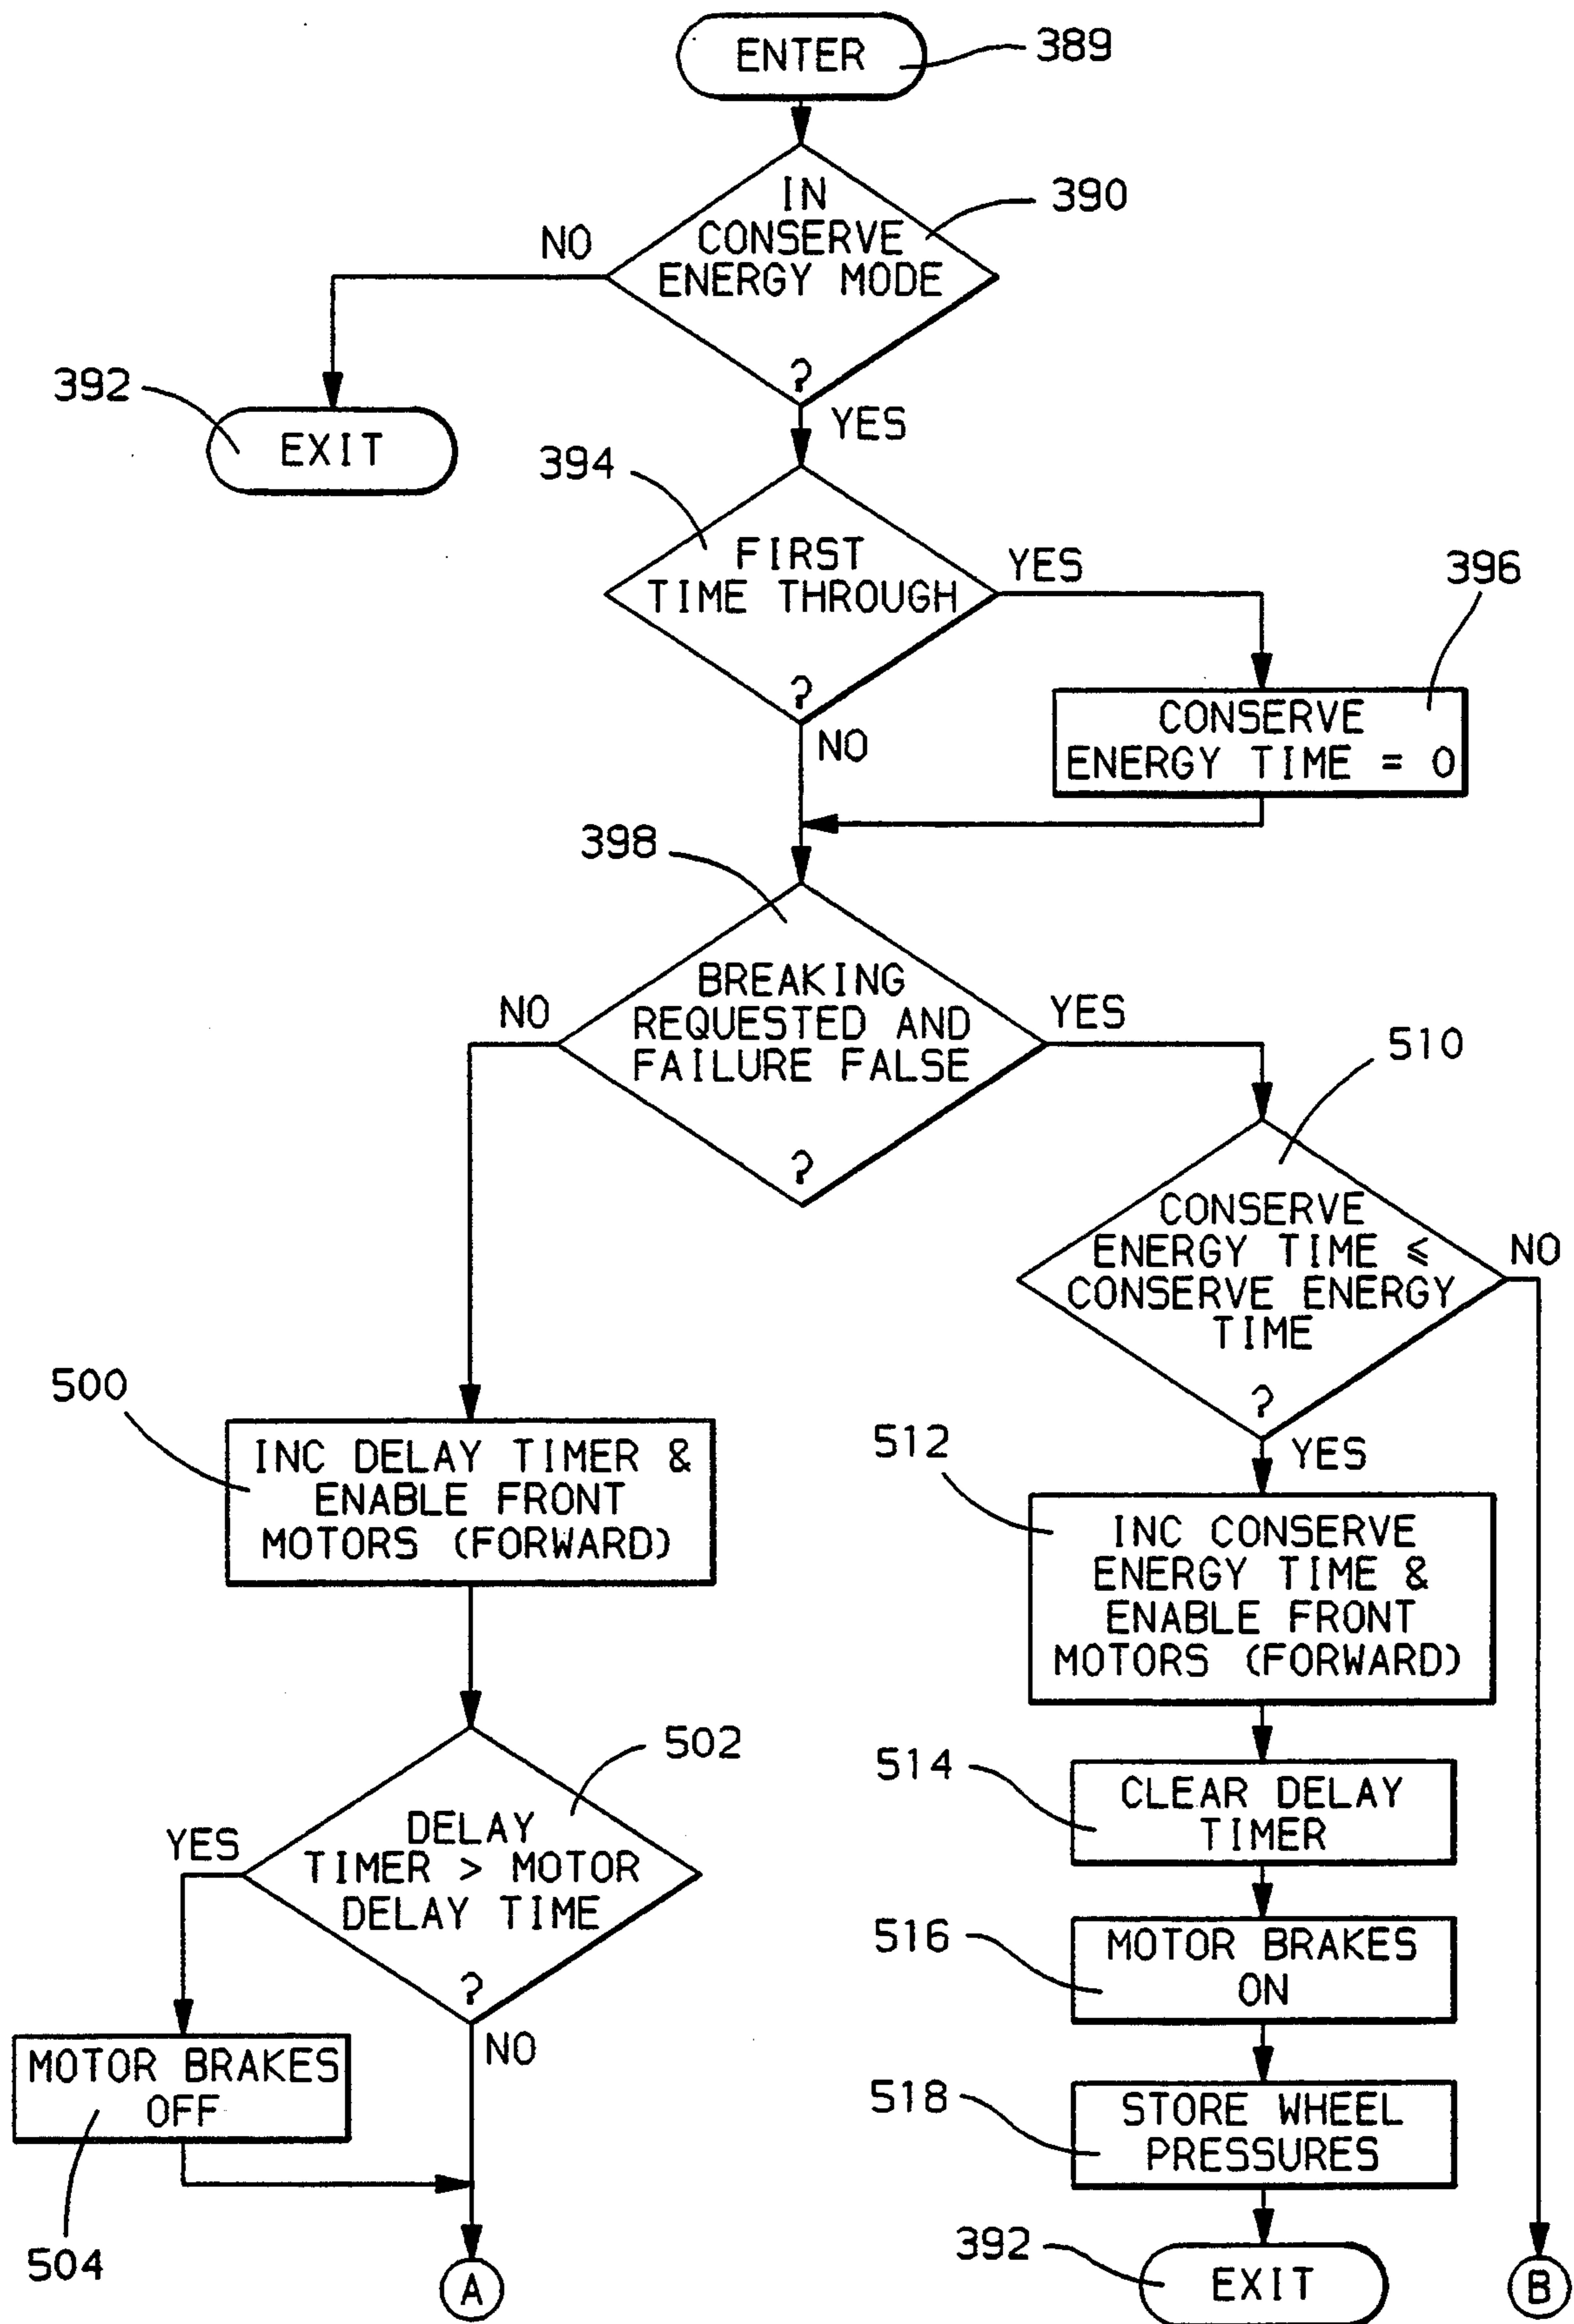 ENTER
389
IN
CONSERVE
ENERGY MODE
?
390
NO
YES
392
EXIT
394
FIRST
TIME THROUGH
?
YES
NO
396
CONSERVE
ENERGY TIME = 0
398
BREAKING
REQUESTED AND
FAILURE FALSE
?
NO
YES
510
CONSERVE
ENERGY TIME ⩽
CONSERVE ENERGY
TIME
?
NO
YES
500
INC DELAY TIMER &
ENABLE FRONT
MOTORS (FORWARD)
512
INC CONSERVE
ENERGY TIME &
ENABLE FRONT
MOTORS (FORWARD)
502
DELAY
TIMER > MOTOR
DELAY TIME
?
YES
NO
514
CLEAR DELAY
TIMER
516
MOTOR BRAKES
ON
MOTOR BRAKES
OFF
504
518
STORE WHEEL
PRESSURES
392
EXIT
A
B